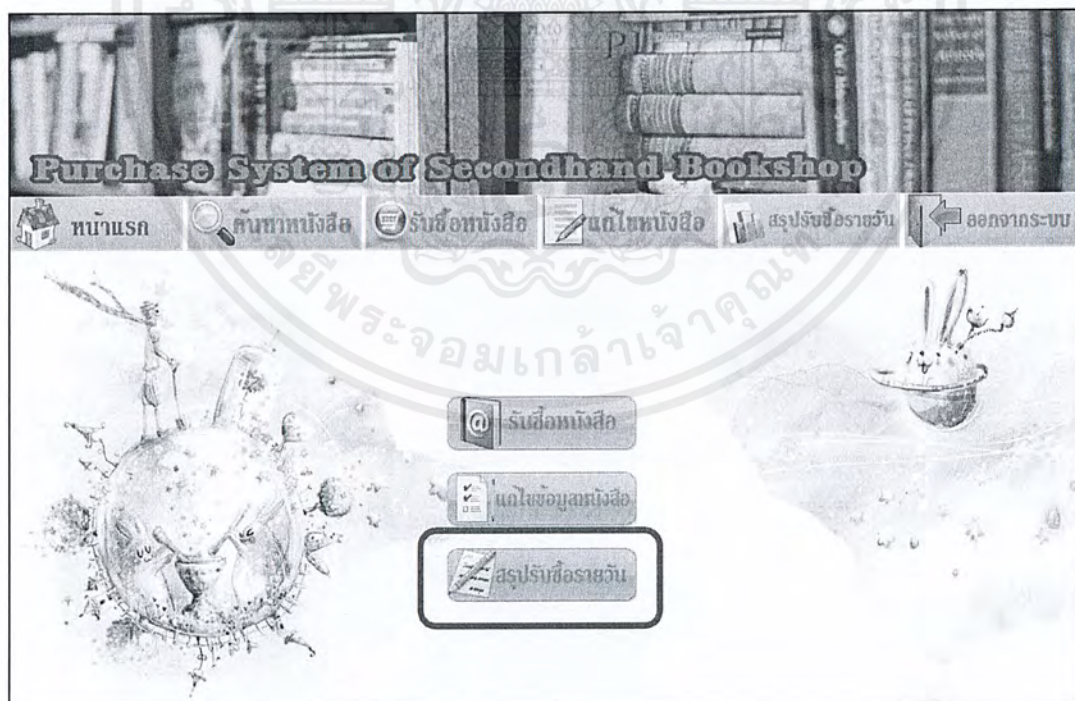 Purchase System of Secondhand Bookshop
หน้าแรก ค้นหาหนังสือ รับซื้อหนังสือ แก้ไขหนังสือ สรุปรับซื้อรายวัน ออกจากระบบ
พระจอมเกล้าเจ้าคุณท
รับซื้อหนังสือ
แก้ไขข้อมูลหนังสือ
สรุปรับซื้อรายวัน